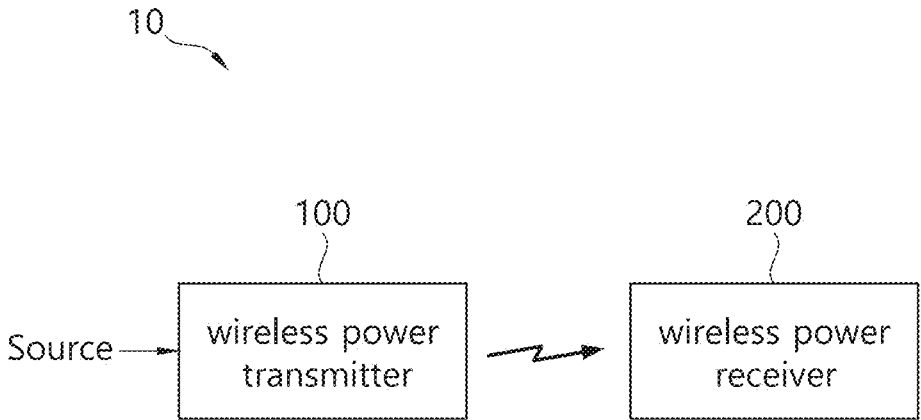 10
100
200
Source
wireless power
transmitter
wireless power
receiver